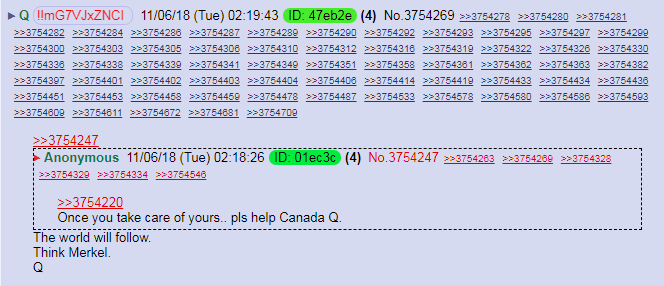 Q !!mG7VJxZNCI 11/06/18 (Tue) 02:19:43 ID: 47eb2e (4) No.3754269 >>3754278 >>3754280 >>3754281
>>3754282 >>3754284 >>3754286 >>3754287 >>3754289 >>3754290 >>3754292 >>3754293 >>3754295 >>3754297 >>3754299
>>3754300 >>3754303 >>3754305 >>3754306 >>3754310 >>3754312 >>3754316 >>3754319 >>3754322 >>3754326 >>3754330
>>3754336 >>3754338 >>3754339 >>3754341 >>3754349 >>3754351 >>3754358 >>3754361 >>3754362 >>3754363 >>3754382
>>3754397 >>3754401 >>3754402 >>3754403 >>3754404 >>3754406 >>3754414 >>3754419 >>3754433 >>3754434 >>3754436
>>3754451 >>3754453 >>3754458 >>3754459 >>3754478 >>3754487 >>3754533 >>3754578 >>3754580 >>3754586 >>3754593
>>3754609 >>3754611 >>3754672 >>3754681 >>3754709
>>3754247
Anonymous 11/06/18 (Tue) 02:18:26 ID: 01ec3c (4) No.3754247 >>3754263 >>3754269 >>3754328
>>3754329 >>3754334 >>3754546
>>3754220
Once you take care of yours.. pls help Canada Q.
The world will follow.
Think Merkel.
Q